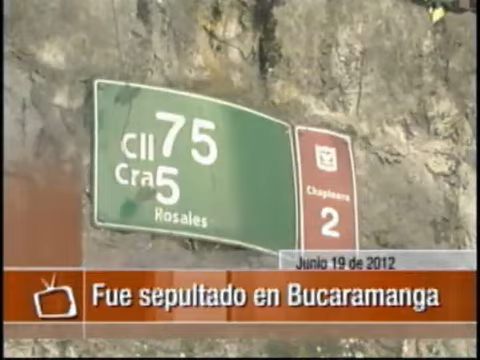 Cll 75
Cra 5
Rosales
Chapinero
2
Junio 19 de 2012
Fue sepultado en Bucaramanga